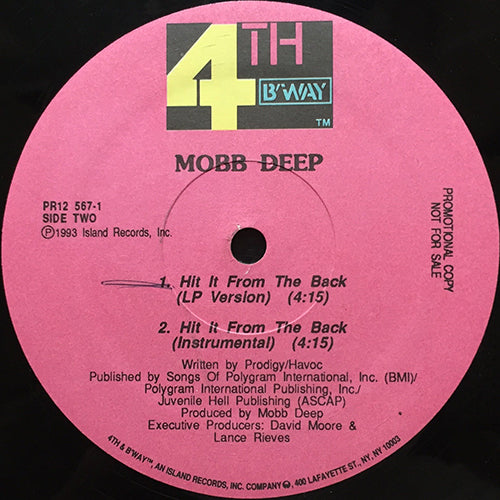 4TH
B'WAY
TM
MOBB DEEP
PR12 567-1
SIDE TWO
Ⓟ1993 Island Records, Inc.
PROMOTIONAL COPY
NOT FOR SALE
1. Hit It From The Back
(LP Version) (4:15)
2. Hit It From The Back
(Instrumental) (4:15)
Written by Prodigy/Havoc
Published by Songs Of Polygram International, Inc. (BMI)/
Polygram International Publishing, Inc./
Juvenile Hell Publishing (ASCAP)
Produced by Mobb Deep
Executive Producers: David Moore &
Lance Rieves
4TH & B'WAY™, AN ISLAND RECORDS, INC. COMPANY, 400 LAFAYETTE ST., NY, NY 10003